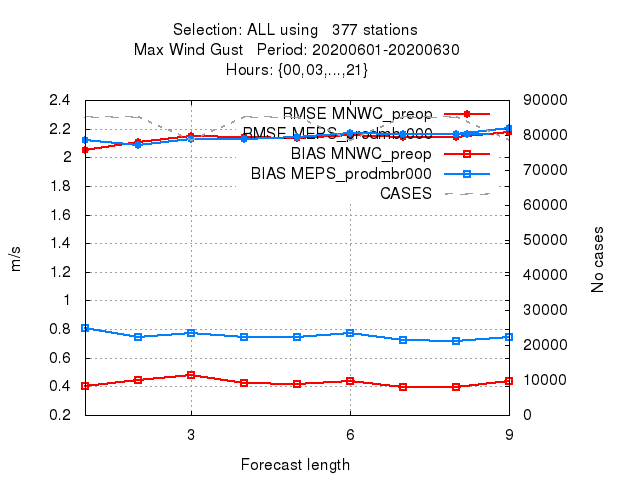 Selection: ALL using 377 stations
Max Wind Gust Period: 20200601-20200630
Hours: {00,03,...,21}
RMSE MNWC_preop
RMSE MEPS_prodmbr000
BIAS MNWC_preop
BIAS MEPS_prodmbr000
CASES
2.4
2.2
2
1.8
1.6
1.4
1.2
1
0.8
0.6
0.4
0.2
m/s
90000
80000
70000
60000
50000
40000
30000
20000
10000
0
No cases
3 6 9
Forecast length